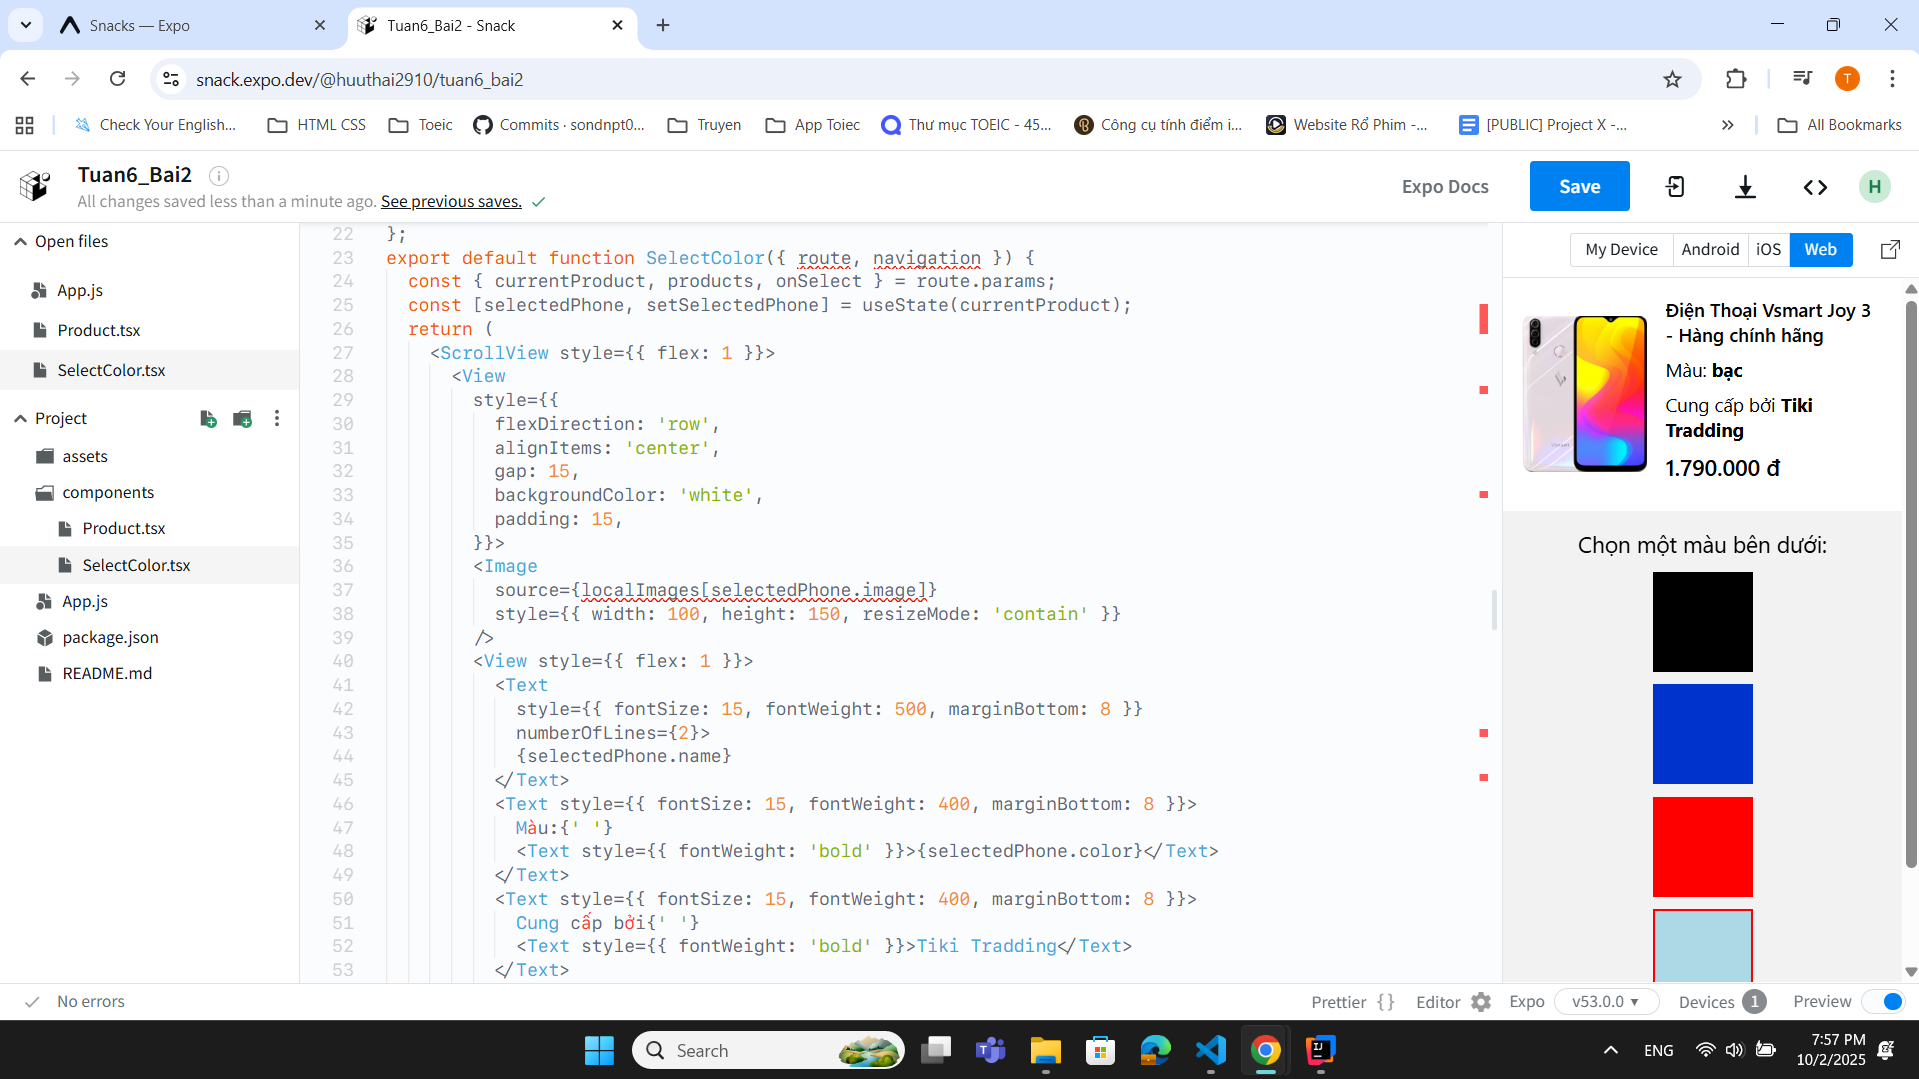 Snacks — Expo
Tuan6_Bai2 - Snack
snack.expo.dev/@huuthai2910/tuan6_bai2
T
Check Your English...
HTML CSS
Toeic
Commits · sondnpt0...
Truyen
App Toiec
Thư mục TOEIC - 45...
Công cụ tính điểm i...
Website Rổ Phim -...
[PUBLIC] Project X -...
All Bookmarks
Tuan6_Bai2
All changes saved less than a minute ago. See previous saves.
Expo Docs
Save
H
Open files
App.js
Product.tsx
SelectColor.tsx
Project
assets
components
Product.tsx
SelectColor.tsx
App.js
package.json
README.md
22 };
23 export default function SelectColor({ route, navigation }) {
24 const { currentProduct, products, onSelect } = route.params;
25 const [selectedPhone, setSelectedPhone] = useState(currentProduct);
26 return (
27 <ScrollView style={{ flex: 1 }}>
28 <View
29 style={{
30 flexDirection: 'row',
31 alignItems: 'center',
32 gap: 15,
33 backgroundColor: 'white',
34 padding: 15,
35 }}>
36 <Image
37 source={localImages[selectedPhone.image]}
38 style={{ width: 100, height: 150, resizeMode: 'contain' }}
39 />
40 <View style={{ flex: 1 }}>
41 <Text
42 style={{ fontSize: 15, fontWeight: 500, marginBottom: 8 }}
43 numberOfLines={2}>
44 {selectedPhone.name}
45 </Text>
46 <Text style={{ fontSize: 15, fontWeight: 400, marginBottom: 8 }}>
47 Màu:{' '}
48 <Text style={{ fontWeight: 'bold' }}>{selectedPhone.color}</Text>
49 </Text>
50 <Text style={{ fontSize: 15, fontWeight: 400, marginBottom: 8 }}>
51 Cung cấp bởi{' '}
52 <Text style={{ fontWeight: 'bold' }}>Tiki Tradding</Text>
53 </Text>
My Device
Android
iOS
Web
Điện Thoại Vsmart Joy 3
- Hàng chính hãng
Màu: bạc
Cung cấp bởi Tiki
Tradding
1.790.000 đ
Chọn một màu bên dưới:
No errors
Prettier { }
Editor
Expo
v53.0.0
Devices 1
Preview
Search
ENG
7:57 PM
10/2/2025